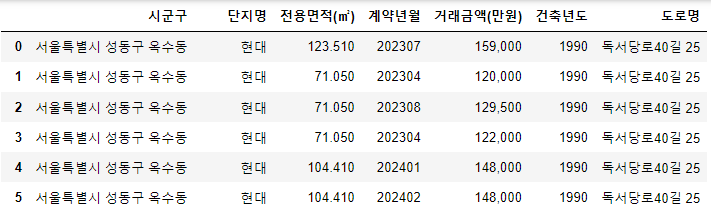 시군구 단지명 전용면적(㎡) 계약년월 거래금액(만원) 건축년도 도로명
0 서울특별시 성동구 옥수동 현대 123.510 202307 159,000 1990 독서당로40길 25
1 서울특별시 성동구 옥수동 현대 71.050 202304 120,000 1990 독서당로40길 25
2 서울특별시 성동구 옥수동 현대 71.050 202308 129,500 1990 독서당로40길 25
3 서울특별시 성동구 옥수동 현대 71.050 202304 122,000 1990 독서당로40길 25
4 서울특별시 성동구 옥수동 현대 104.410 202401 148,000 1990 독서당로40길 25
5 서울특별시 성동구 옥수동 현대 104.410 202402 148,000 1990 독서당로40길 25